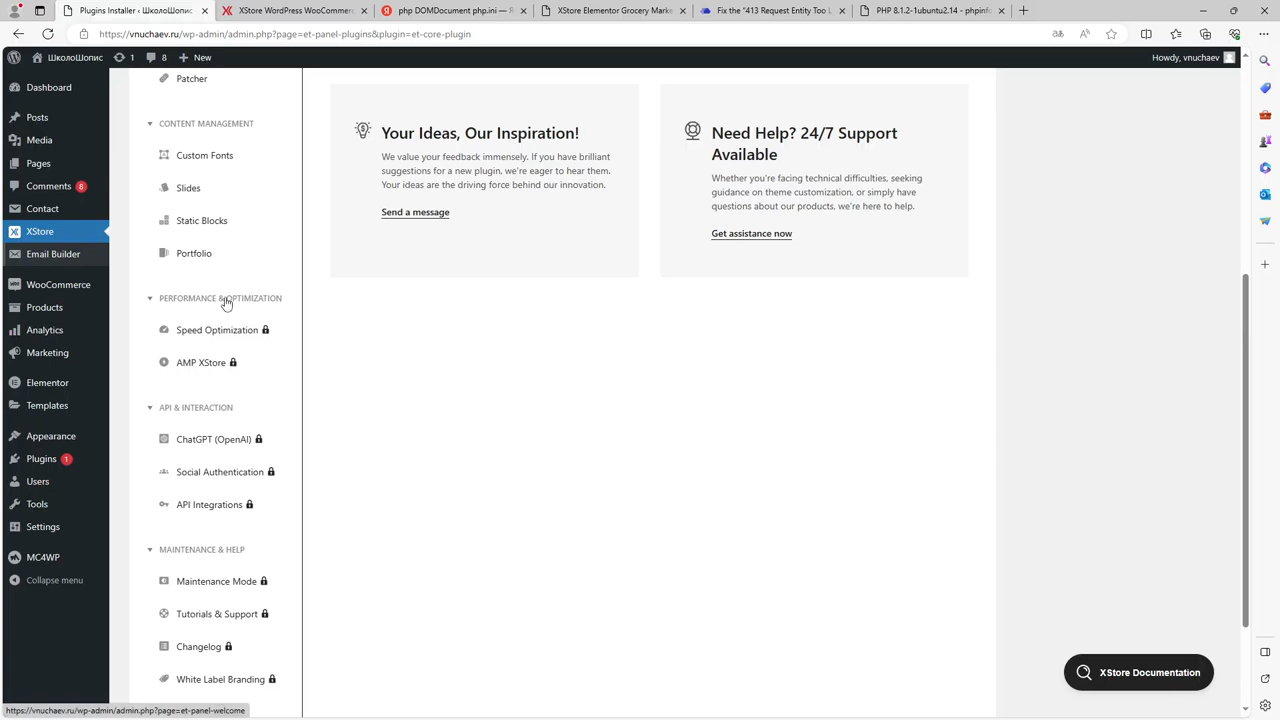 Plugins Installer ‹ ШколоШопис
XStore WordPress WooCommerc
php DOMDocument php.ini — Я
XStore Elementor Grocery Marke
Fix the "413 Request Entity Too L
PHP 8.1.2-1ubuntu2.14 - phpinfo
https://vnuchaev.ru/wp-admin/admin.php?page=et-panel-plugins&plugin=et-core-plugin
ШколоШопис
1
8
New
Howdy, vnuchaev
Dashboard
Posts
Media
Pages
Comments 8
Contact
XStore
Email Builder
WooCommerce
Products
Analytics
Marketing
Elementor
Templates
Appearance
Plugins 1
Users
Tools
Settings
MC4WP
Collapse menu
Patcher
CONTENT MANAGEMENT
Custom Fonts
Slides
Static Blocks
Portfolio
PERFORMANCE & OPTIMIZATION
Speed Optimization
AMP XStore
API & INTERACTION
ChatGPT (OpenAI)
Social Authentication
API Integrations
MAINTENANCE & HELP
Maintenance Mode
Tutorials & Support
Changelog
White Label Branding
Your Ideas, Our Inspiration!
We value your feedback immensely. If you have brilliant
suggestions for a new plugin, we're eager to hear them.
Your ideas are the driving force behind our innovation.
Send a message
Need Help? 24/7 Support
Available
Whether you're facing technical difficulties, seeking
guidance on theme customization, or simply have
questions about our products, we're here to help.
Get assistance now
XStore Documentation
https://vnuchaev.ru/wp-admin/admin.php?page=et-panel-welcome